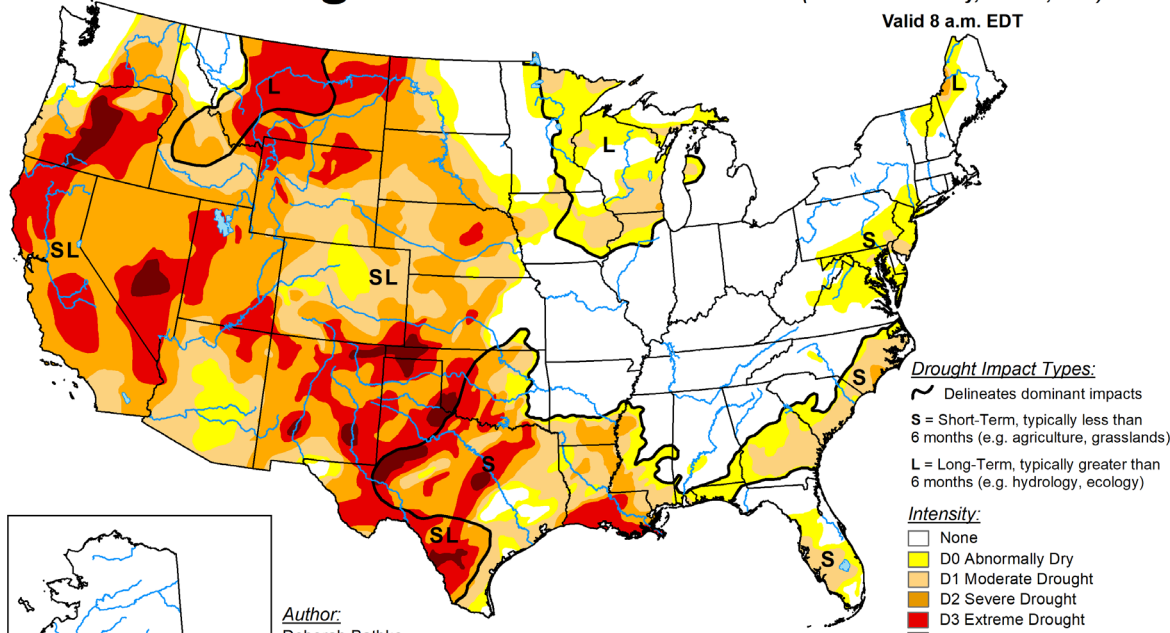 Valid 8 a.m. EDT
L
L
L
S
SL
SL
S
S
SL
S
Drought Impact Types:
Delineates dominant impacts
S = Short-Term, typically less than
6 months (e.g. agriculture, grasslands)
L = Long-Term, typically greater than
6 months (e.g. hydrology, ecology)
Intensity:
None
D0 Abnormally Dry
D1 Moderate Drought
D2 Severe Drought
D3 Extreme Drought
Author: